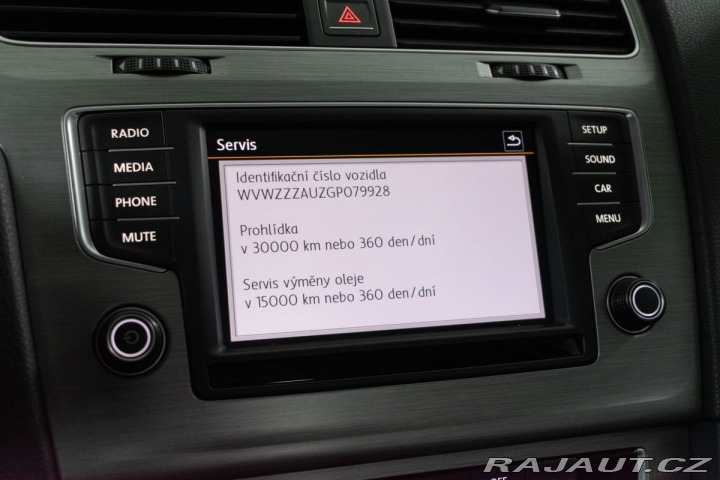 RADIO
MEDIA
PHONE
MUTE
Servis
Identifikační číslo vozidla
WVWZZZAUZGP079928
Prohlídka
v 30000 km nebo 360 den/dní
Servis výměny oleje
v 15000 km nebo 360 den/dní
SETUP
SOUND
CAR
MENU
OFF
RAJAUT.CZ